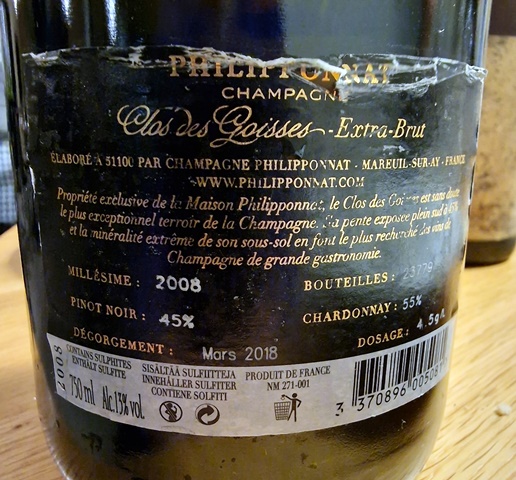 PHILIPPONNAT
CHAMPAGN
Clos des Goisses - Extra-Brut
ÉLABORÉ À 51100 PAR CHAMPAGNE PHILIPPONNAT - MAREUIL-SUR-AY - FRANCE
-WWW.PHILIPPONNAT.COM
Propriété exclusive de la Maison Philipponnat, le Clos des Goisses est sans doute
le plus exceptionnel terroir de la Champagne. Sa pente exposée plein sud à 45%
et la minéralité extrême de son sous-sol en font le plus recherché des vins de
Champagne de grande gastronomie.
MILLÉSIME : 2008
BOUTEILLES :
PINOT NOIR : 45%
CHARDONNAY : 55%
DÉGORGEMENT : Mars 2018
DOSAGE : 4.5g/L
2008
CONTAINS SULPHITES
ENTHÅLT SULFITE
750 ml Alc.13% vol.
SISÄLTÄÄ SULFIITTEJA
INNEHÅLLER SULFITER
CONTIENE SOLFITI
PRODUIT DE FRANCE
NM 271-001
3 370896 00508